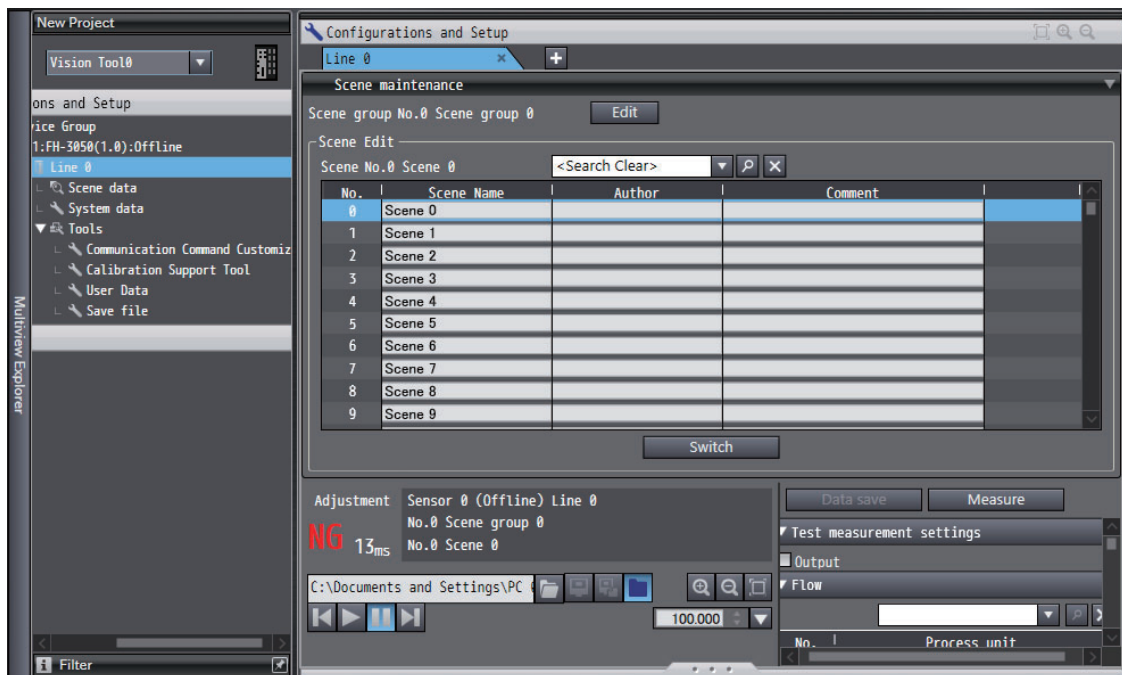 New Project
Vision Tool0
ons and Setup
vice Group
1:FH-3050(1.0):Offline
Line 0
Scene data
System data
Tools
Communication Command Customiz
Calibration Support Tool
User Data
Save file
Multiview Explorer
Filter
Configurations and Setup
Line 0
Scene maintenance
Scene group No.0 Scene group 0 Edit
Scene Edit
Scene No.0 Scene 0 <Search Clear>
No. Scene Name Author Comment
0 Scene 0
1 Scene 1
2 Scene 2
3 Scene 3
4 Scene 4
5 Scene 5
6 Scene 6
7 Scene 7
8 Scene 8
9 Scene 9
Switch
Adjustment
NG 13ms
Sensor 0 (Offline) Line 0
No.0 Scene group 0
No.0 Scene 0
C:\Documents and Settings\PC
100.000
Data save Measure
Test measurement settings
Output
Flow
No. Process unit